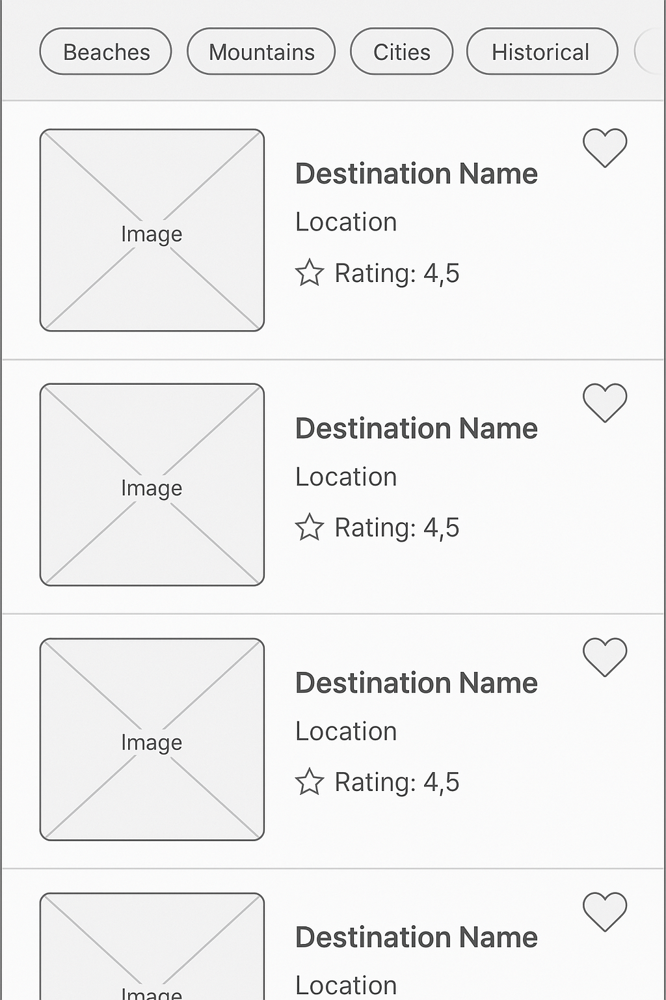 Beaches Mountains Cities Historical
Destination Name
Location
Image
Rating: 4,5
Destination Name
Location
Image
Rating: 4,5
Destination Name
Location
Image
Rating: 4,5
Destination Name
Location
Image